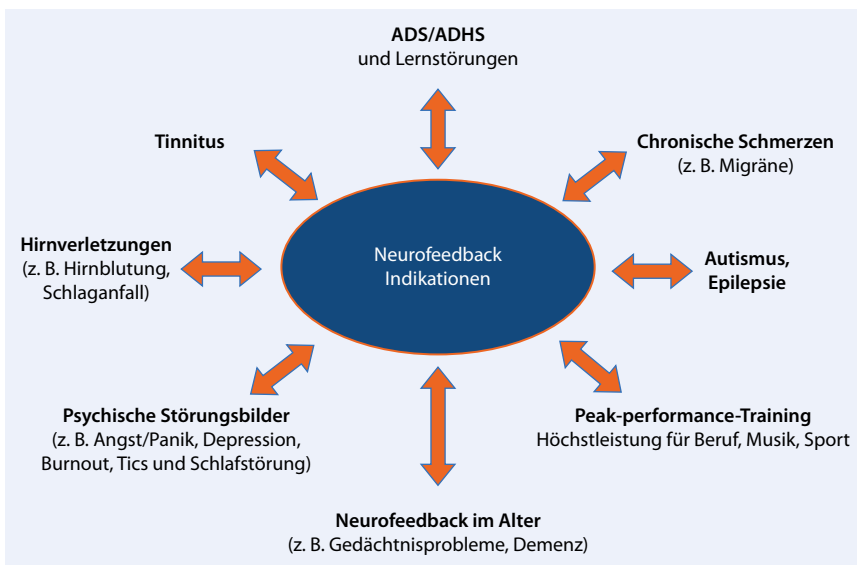 ADS/ADHS
und Lernstörungen
Tinnitus
Chronische Schmerzen
(z. B. Migräne)
Hirnverletzungen
(z. B. Hirnblutung,
Schlaganfall)
Neurofeedback
Indikationen
Autismus,
Epilepsie
Psychische Störungsbilder
(z. B. Angst/Panik, Depression,
Burnout, Tics und Schlafstörung)
Peak-performance-Training
Höchstleistung für Beruf, Musik, Sport
Neurofeedback im Alter
(z. B. Gedächtnisprobleme, Demenz)